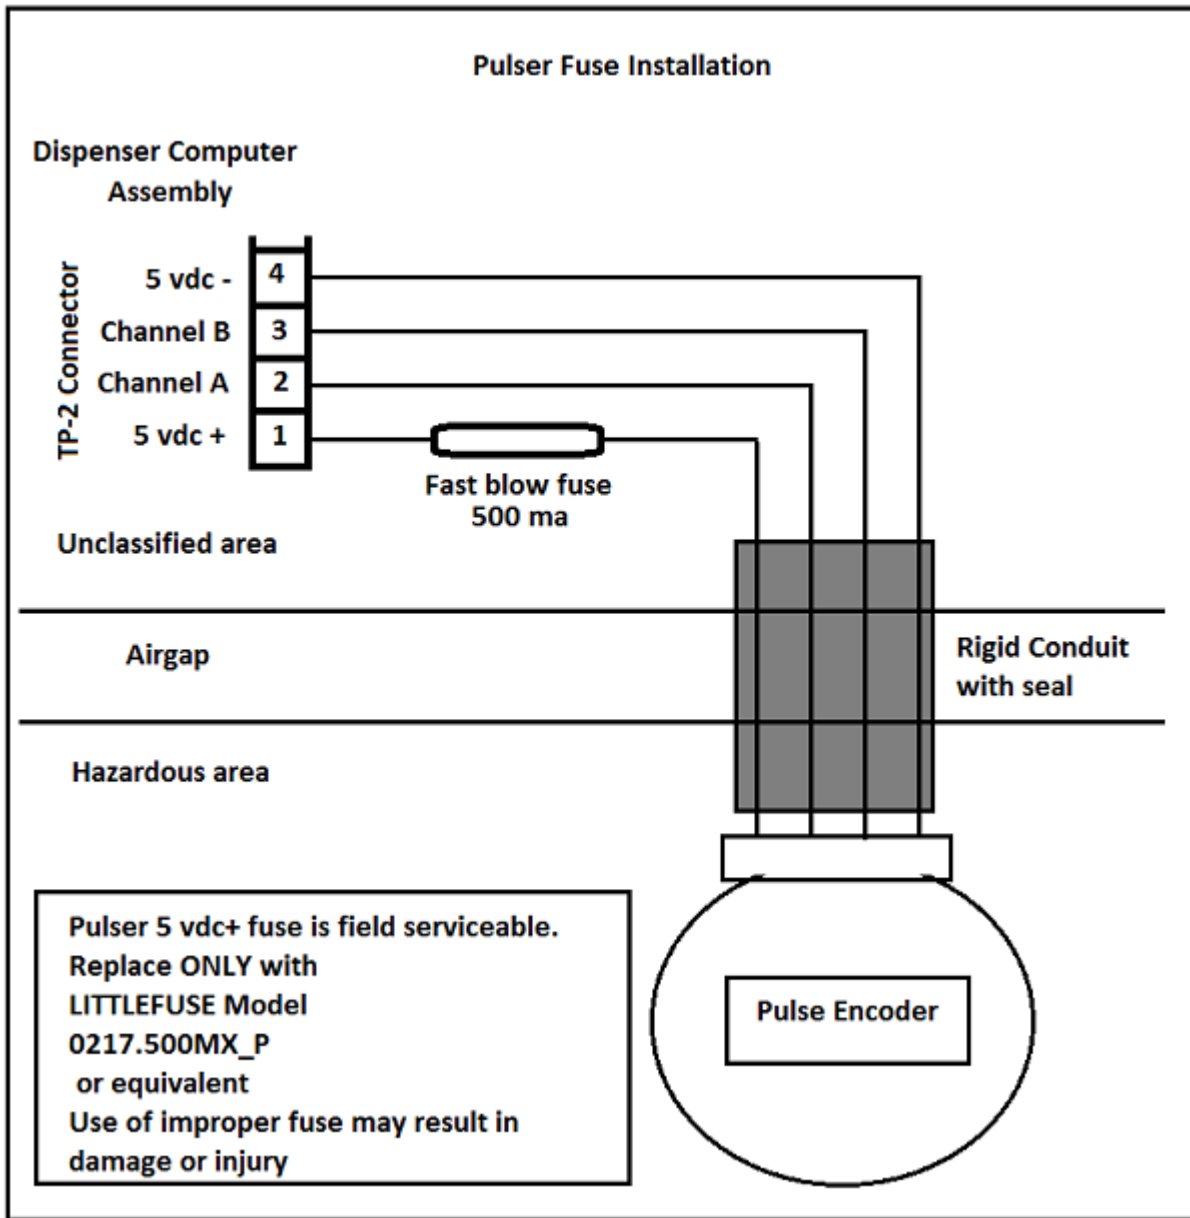 Pulser Fuse Installation
Dispenser Computer
Assembly
TP-2 Connector
5 vdc - 4
Channel B 3
Channel A 2
5 vdc + 1
Fast blow fuse
500 ma
Unclassified area
Airgap
Rigid Conduit
with seal
Hazardous area
Pulser 5 vdc+ fuse is field serviceable.
Replace ONLY with
LITTLEFUSE Model
0217.500MX_P
or equivalent
Use of improper fuse may result in
damage or injury
Pulse Encoder